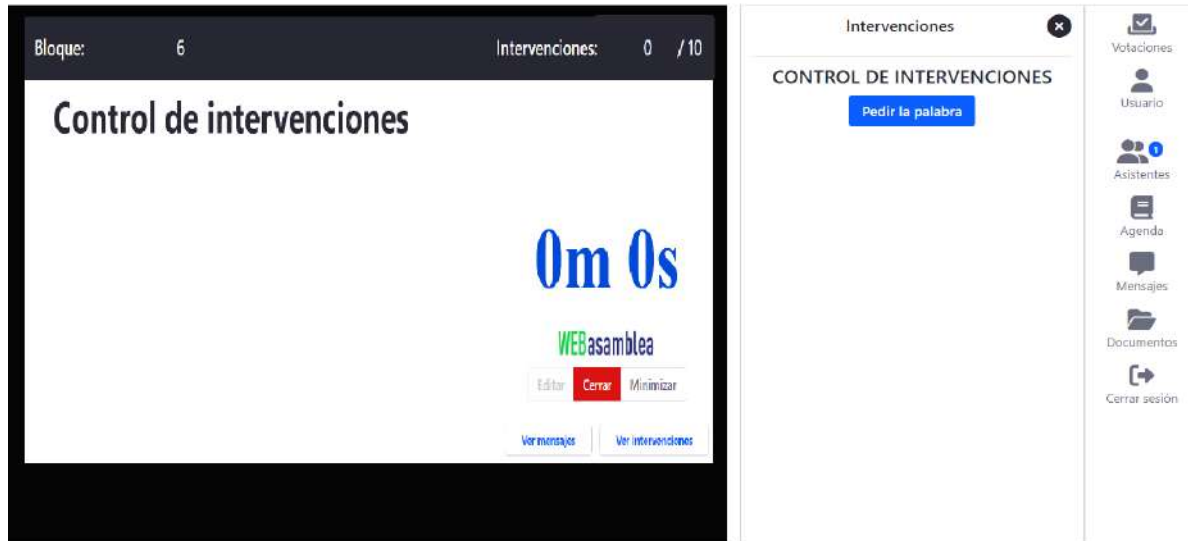 Bloque: 6 Intervenciones: 0 / 10
Control de intervenciones
0m 0s
WEBasamblea
Editar Cerrar Minimizar
Ver mensajes Ver intervenciones
Intervenciones
CONTROL DE INTERVENCIONES
Pedir la palabra
Votaciones
Usuario
1
Asistentes
Agenda
Mensajes
Documentos
Cerrar sesión